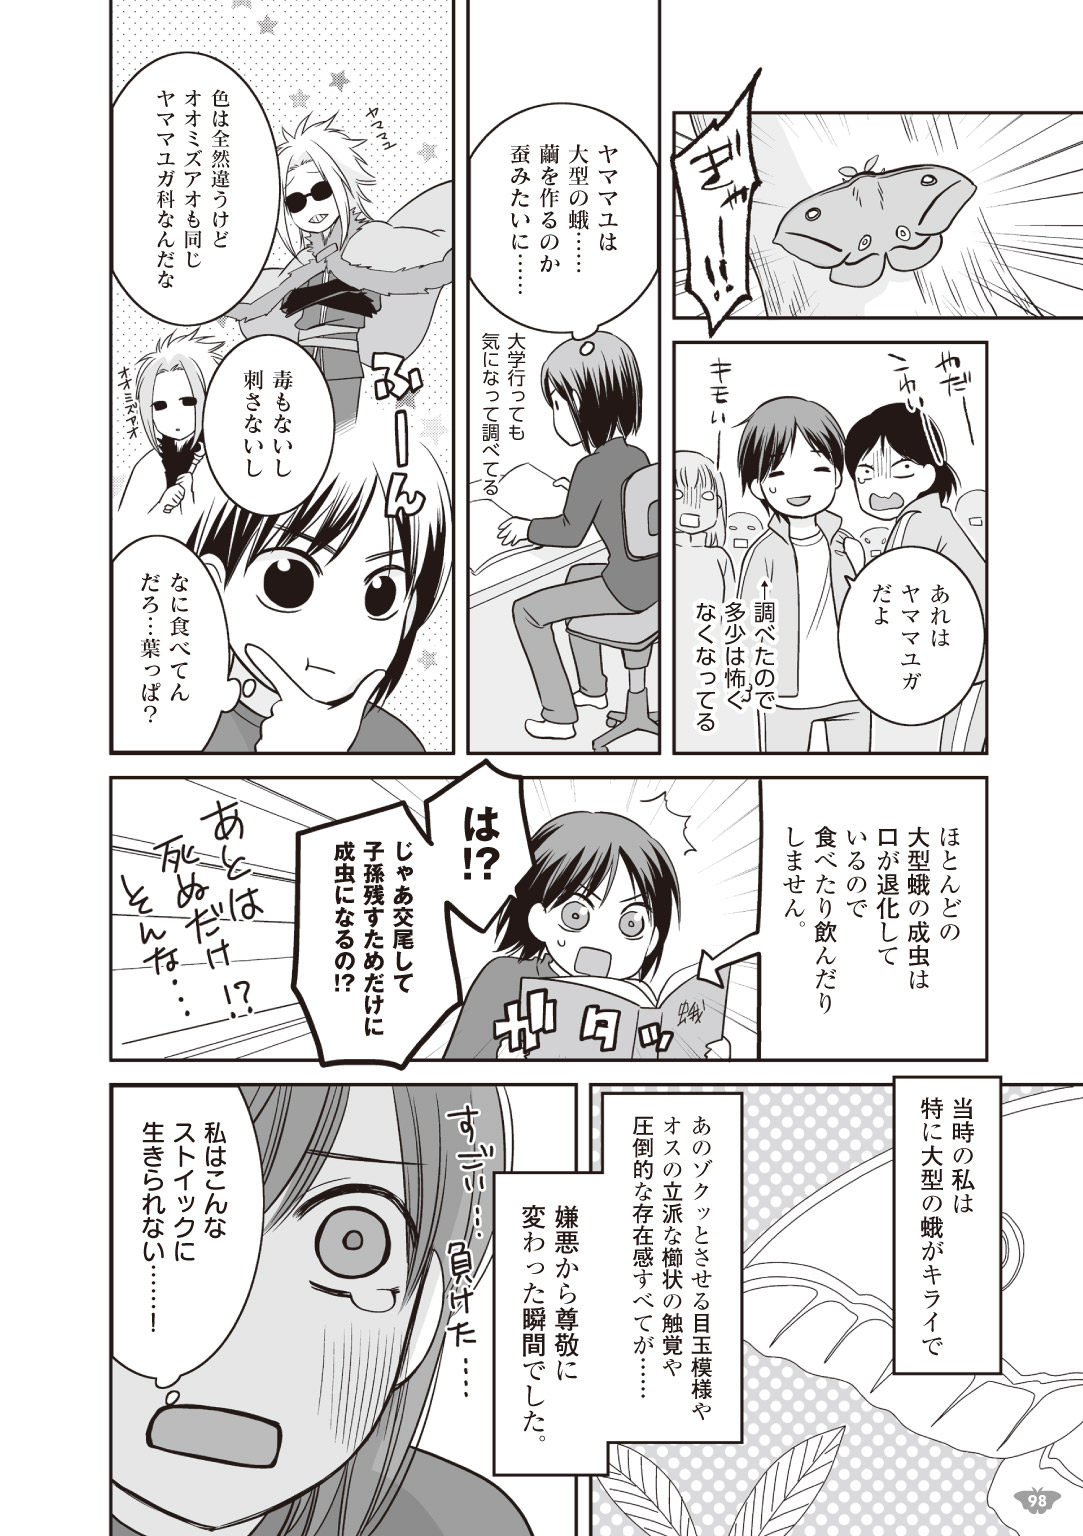 ぎゃ
!!
やだー
こわい
キモい
あれは
ヤママユガ
だよ
←調べたので
多少は怖く
なくなってる
ヤママユは
大型の蛾……
繭を作るのか
蚕みたいに……
大学行っても
気になって調べてる
ヤママユ
色は全然違うけど
オオミズアオも同じ
ヤママユガ科なんだな
オオミズアオ
毒もないし
刺さないし
ふーん
なに食べてん
だろ…葉っぱ?
ほとんどの
大型蛾の成虫は
口が退化して
いるので
食べたり飲んだり
しません。
蛾
ガタッ
は!?
じゃあ交尾して
子孫残すためだけに
成虫になるの!?
あとは
死ぬだけ!?
そんな…
当時の私は
特に大型の蛾がキライで
あのゾクッとさせる目玉模様や
オスの立派な櫛状の触覚や
圧倒的な存在感すべてが……
嫌悪から尊敬に
変わった瞬間でした。
すごい…
負けた……
私はこんな
ストイックに
生きられない……!
98